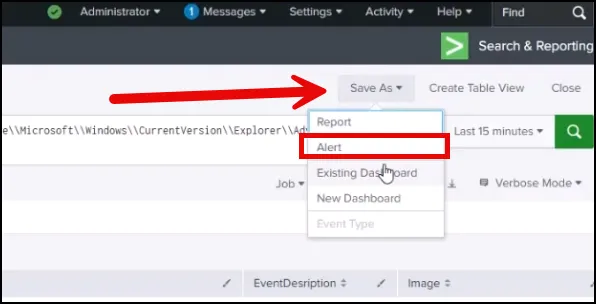 Administrator 1 Messages Settings Activity Help Find
> Search & Reporting
Save As Create Table View Close
Report
e\\Microsoft\\Windows\\CurrentVersion\\Explorer\\Ad Last 15 minutes
Alert
Existing Dashboard
Job Verbose Mode
New Dashboard
Event Type
EventDesription Image